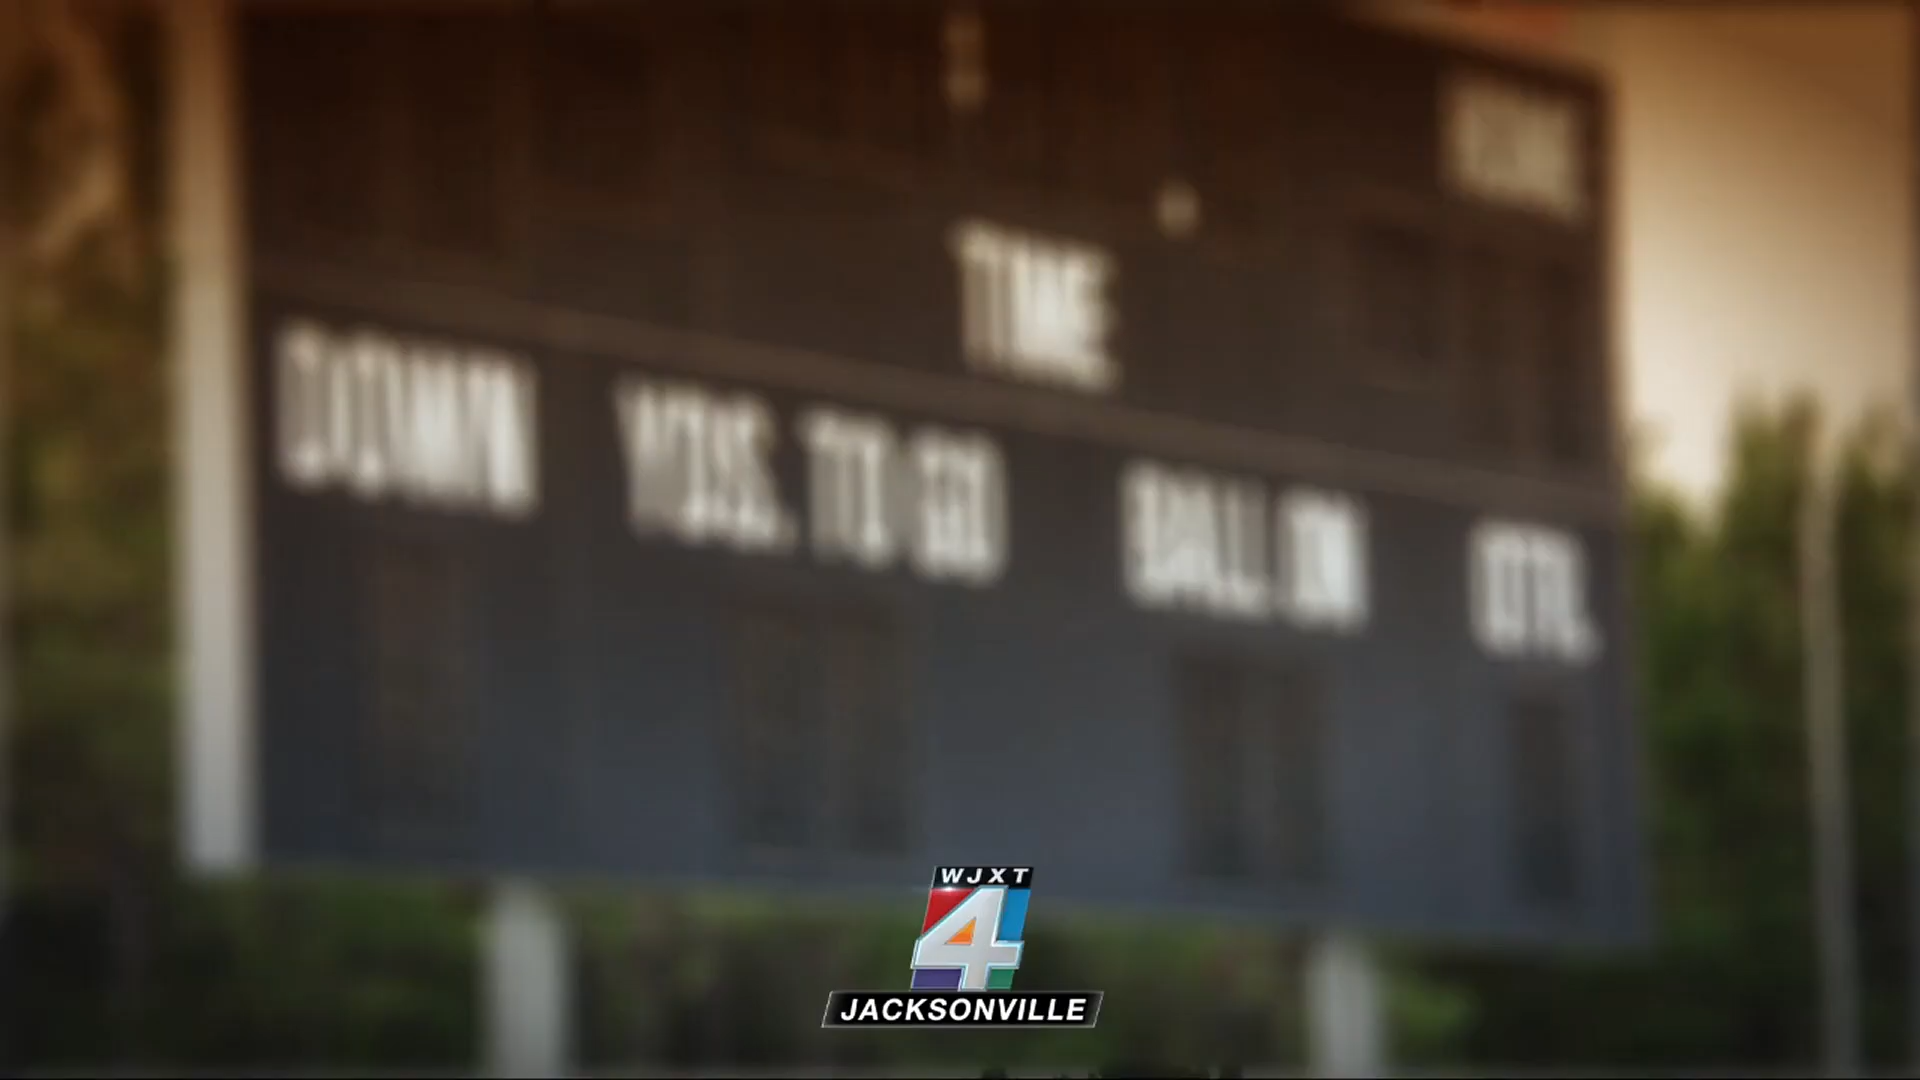 TIME
DOWN YDS. TO GO BALL ON QTR.
WJXT
4
JACKSONVILLE